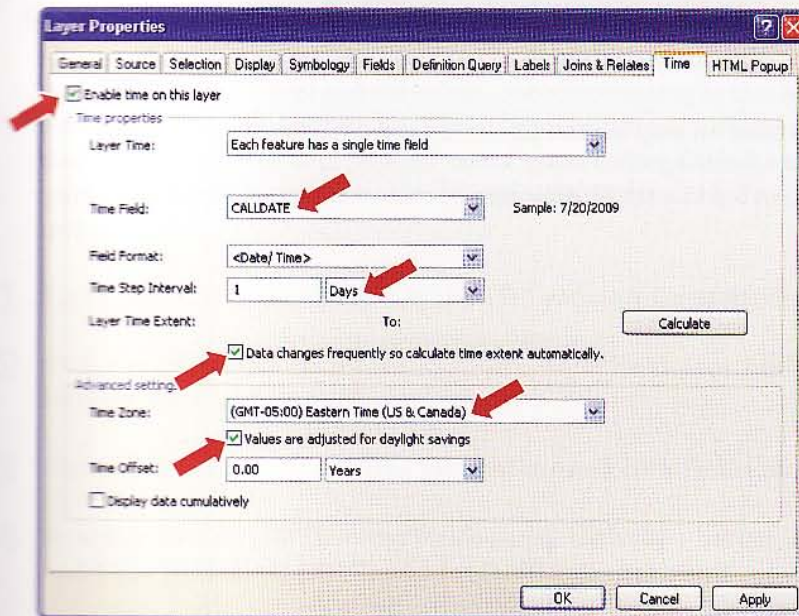 Layer Properties
General Source Selection Display Symbology Fields Definition Query Labels Joins & Relates Time HTML Popup
Enable time on this layer
Time properties
Layer Time: Each feature has a single time field
Time Field: CALLDATE Sample: 7/20/2009
Field Format: <Date/ Time>
Time Step Interval: 1 Days
Layer Time Extent: To: Calculate
Data changes frequently so calculate time extent automatically.
Advanced setting
Time Zone: (GMT-05:00) Eastern Time (US & Canada)
Values are adjusted for daylight savings
Time Offset: 0.00 Years
Display data cumulatively
OK Cancel Apply